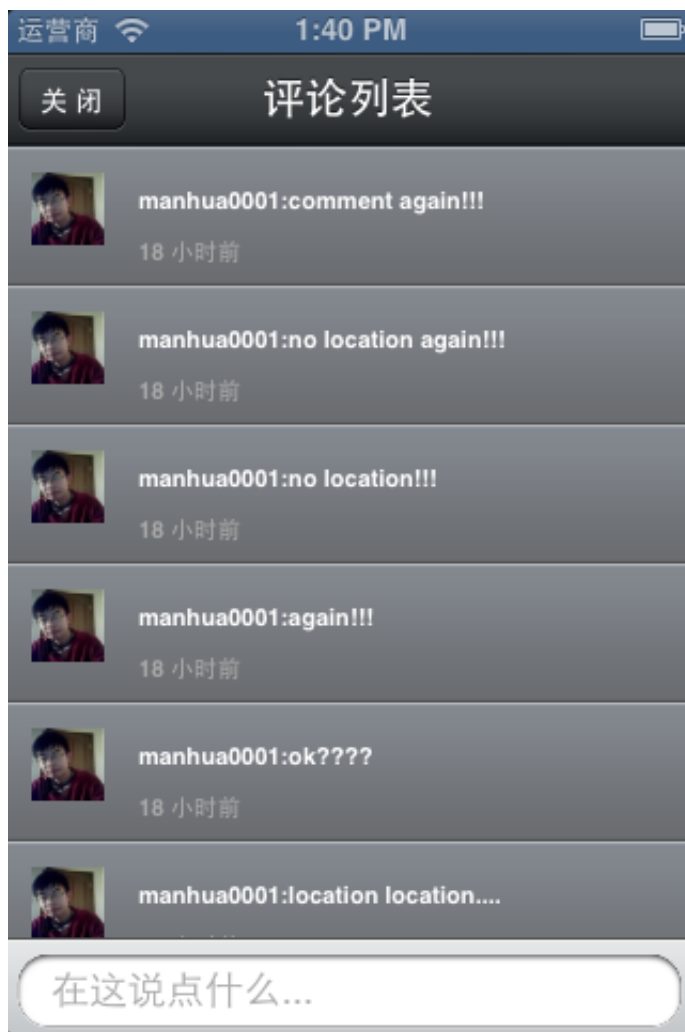 运营商 1:40 PM
关 闭 评论列表
manhua0001:comment again!!!
18 小时前
manhua0001:no location again!!!
18 小时前
manhua0001:no location!!!
18 小时前
manhua0001:again!!!
18 小时前
manhua0001:ok????
18 小时前
manhua0001:location location....
在这说点什么...